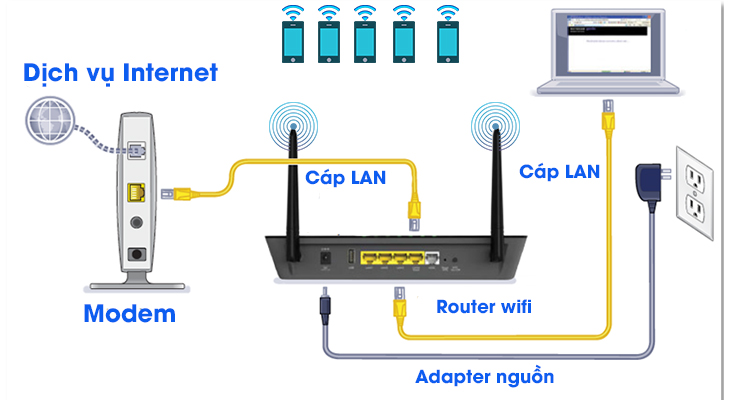 Dịch vụ Internet
Cáp LAN
Cáp LAN
Modem
Router wifi
Adapter nguồn